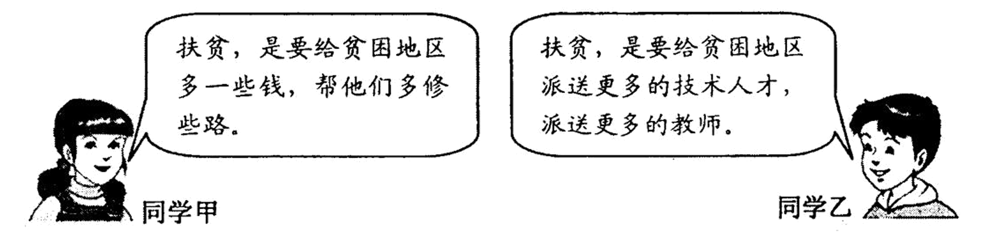 扶贫，是要给贫困地区
多一些钱，帮他们多修
些路。
同学甲
扶贫，是要给贫困地区
派送更多的技术人才，
派送更多的教师。
同学乙